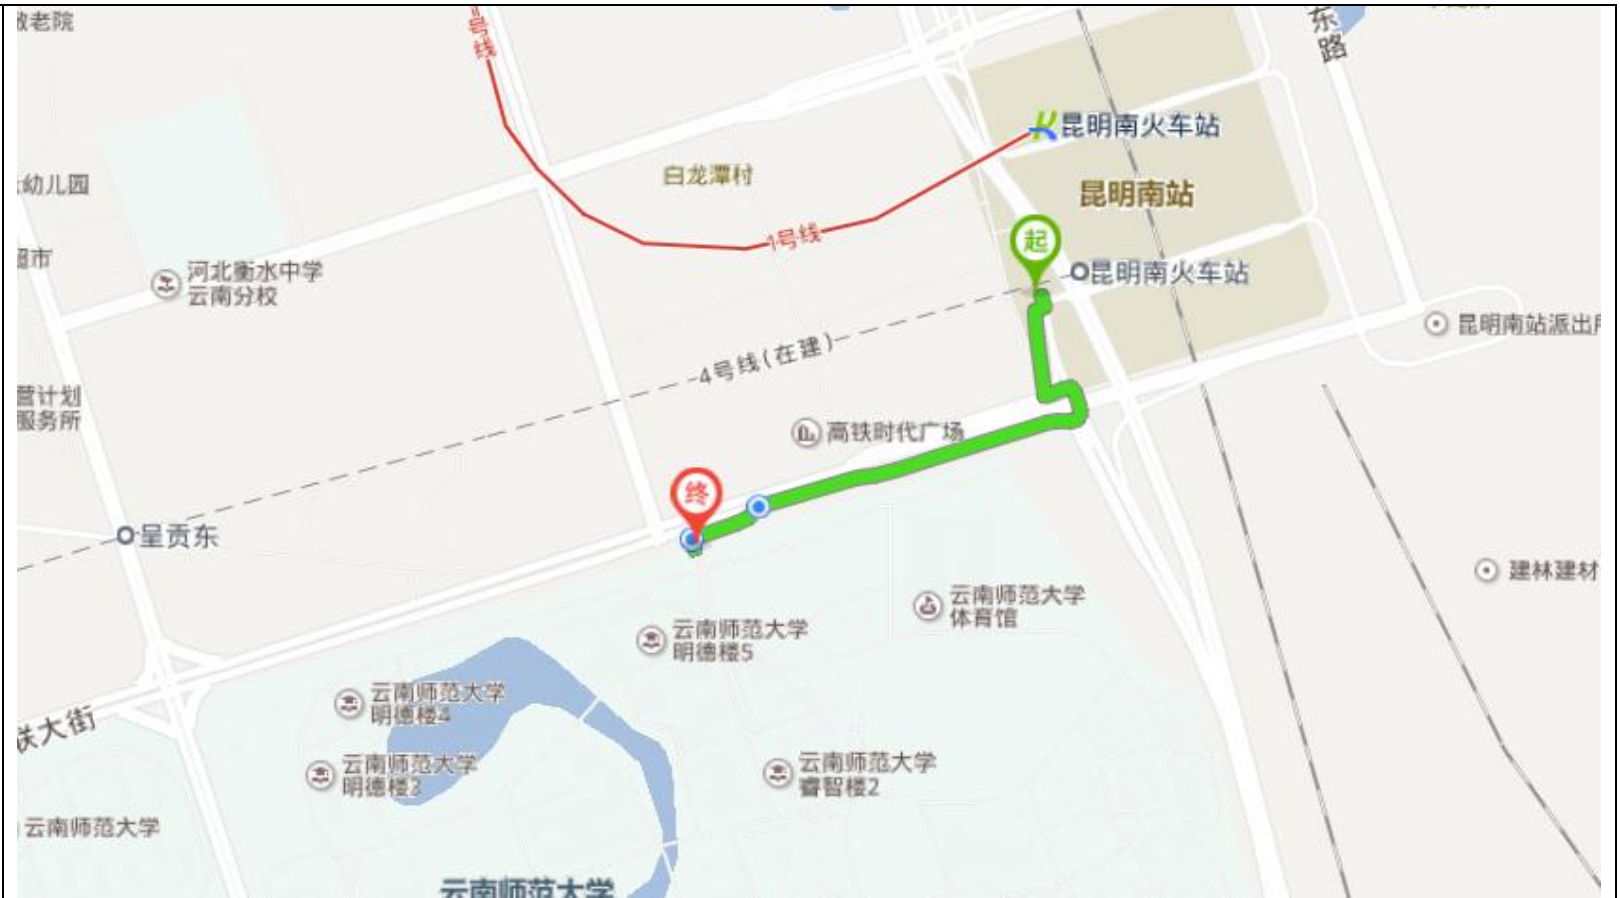 老院
东路
号线
昆明南火车站
白龙潭村
幼儿园
昆明南站
1号线
起
超市
河北衡水中学
云南分校
昆明南火车站
昆明南站派出
4号线(在建)
营计划
服务所
高铁时代广场
终
呈贡东
建林建材
云南师范大学
体育馆
云南师范大学
明德楼5
云南师范大学
明德楼4
联大街
云南师范大学
明德楼3
云南师范大学
睿智楼2
云南师范大学
云南师范大学